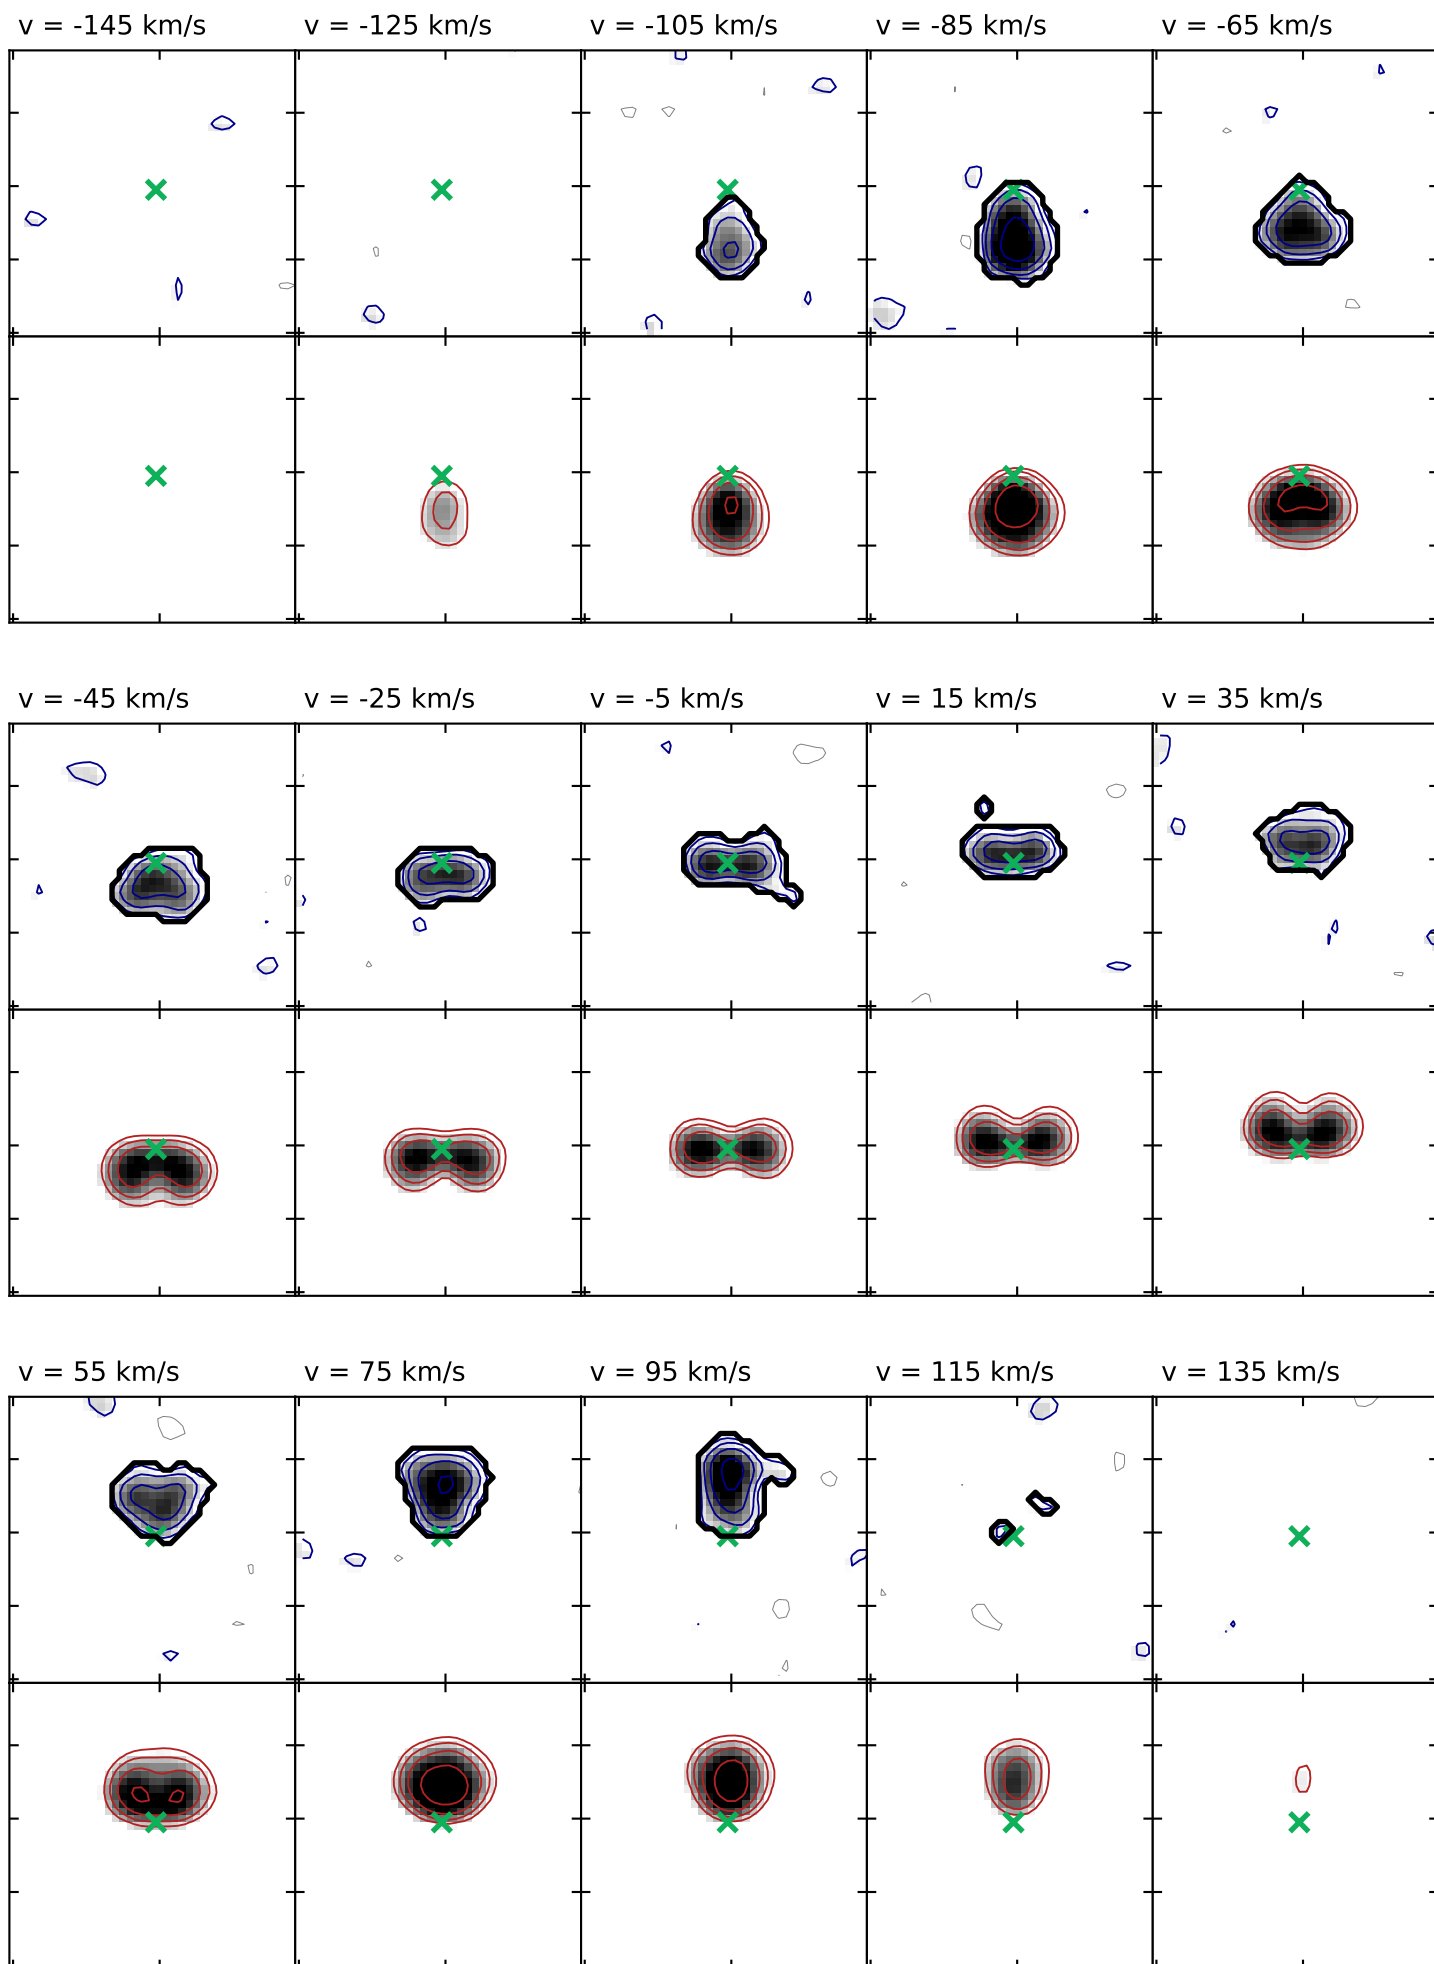 v = -145 km/s
v = -125 km/s
v = -105 km/s
v = -85 km/s
v = -65 km/s
v = -45 km/s
v = -25 km/s
v = -5 km/s
v = 15 km/s
v = 35 km/s
v = 55 km/s
v = 75 km/s
v = 95 km/s
v = 115 km/s
v = 135 km/s